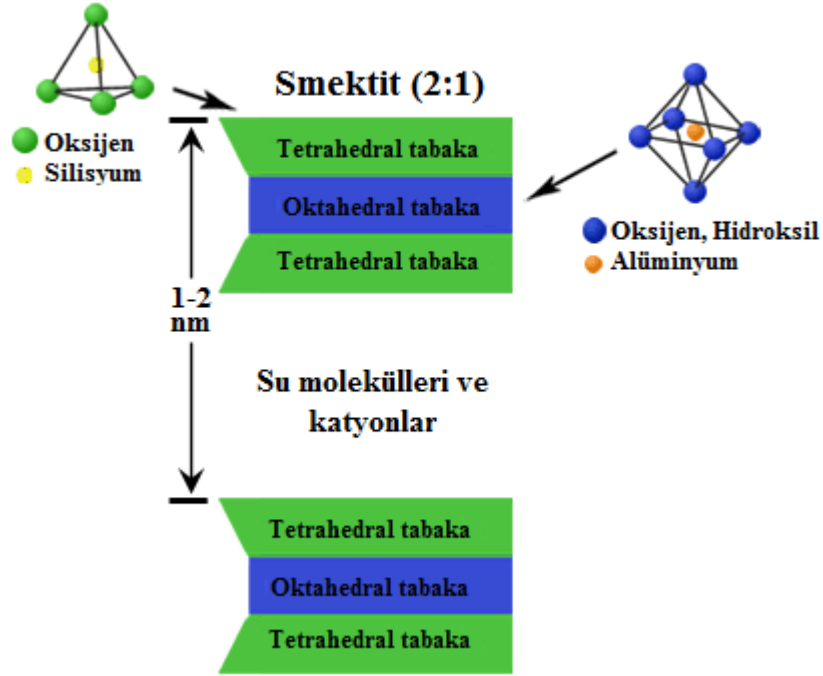 Smektit (2:1)
Oksijen
Silisyum
Tetrahedral tabaka
Oktahedral tabaka
Tetrahedral tabaka
Oksijen, Hidroksil
Alüminyum
1-2
nm
Su molekülleri ve
katyonlar
Tetrahedral tabaka
Oktahedral tabaka
Tetrahedral tabaka